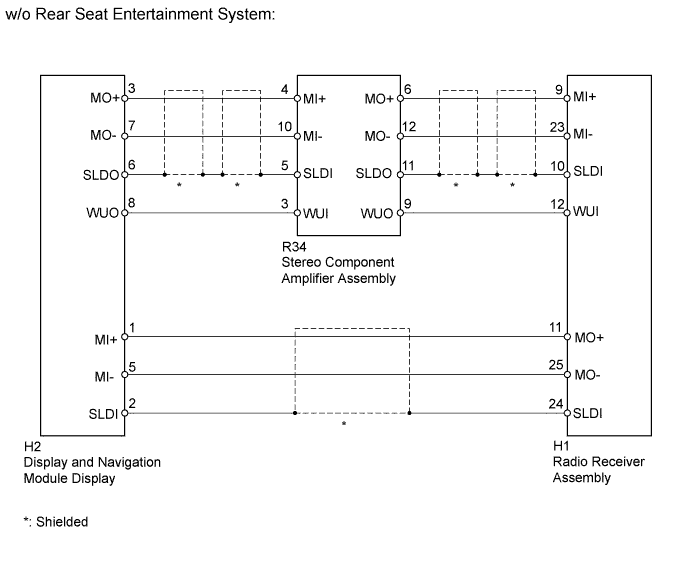 w/o Rear Seat Entertainment System:
MO+ 3 4 MI+ MO+ 6 9 MI+
MO- 7 10 MI- MO- 12 23 MI-
SLDO 6 5 SLDI SLDO 11 10 SLDI
* * * *
WUO 8 3 WUI WUO 9 12 WUI
R34
Stereo Component
Amplifier Assembly
MI+ 1 11 MO+
MI- 5 25 MO-
SLDI 2 24 SLDI
*
H2
Display and Navigation
Module Display
H1
Radio Receiver
Assembly
*: Shielded